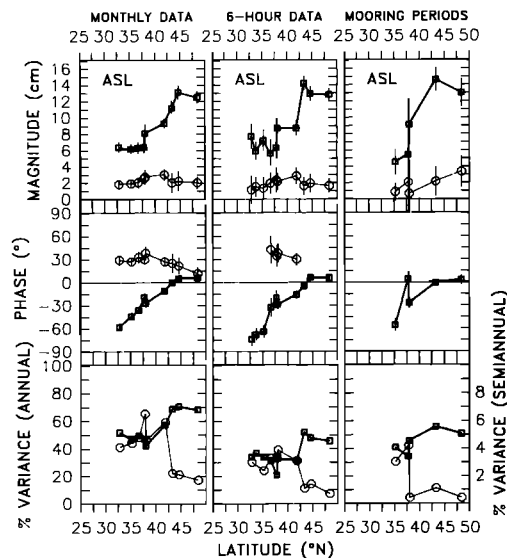 MONTHLY DATA 6-HOUR DATA MOORING PERIODS
25 30 35 40 45 25 30 35 40 45 25 30 35 40 45 50
MAGNITUDE (cm)
16
14
12
10
8
6
4
2
0
ASL ASL ASL
PHASE (°)
90
60
30
0
-30
-60
-90
% VARIANCE (ANNUAL)
100
80
60
40
20
0
8
6
4
2
% VARIANCE (SEMIANNUAL)
25 30 35 40 45 25 30 35 40 45 25 30 35 40 45 50
LATITUDE (°N)